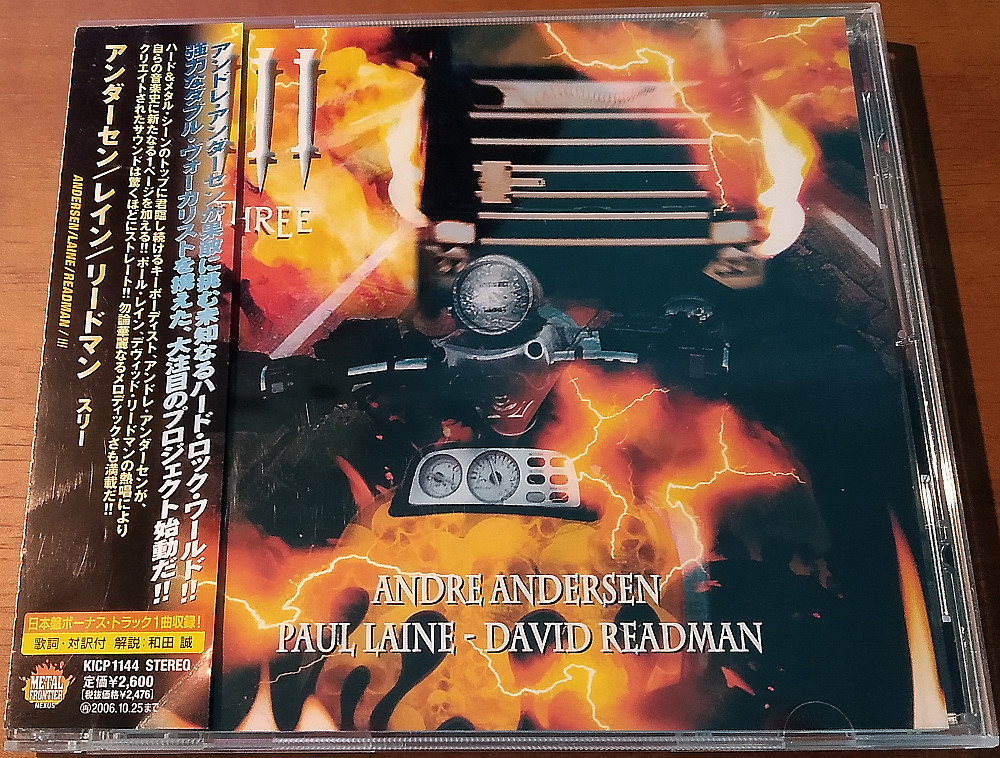 アンドレ・アンダーセンが果敢に挑む未知なるハード・ロック・ワールド!!
強力なダブル・ヴォーカリストを携えた、大注目のプロジェクト始動だ!!
ハード&メタル・シーンのトップに君臨し続けるキーボーディスト、アンドレ・アンダーセンが、
自らの音楽史に新たなる1ページを加える!! ポール・レイン、デヴィッド・リードマンの熱唱により
クリエイトされたサウンドは驚くほどにストレート!! 勿論華麗なるメロディックさも満載だ!!
アンダーセン/レイン/リードマン スリー
ANDERSEN/LAINE/READMAN / III
日本盤ボーナス・トラック1曲収録!
歌詞・対訳付 解説:和田 誠
KICP1144 STEREO
定価¥2,600
[税抜価格¥2,476]
2006.10.25まで
METAL
FRONTIER
NEXUS
THREE
ANDRE ANDERSEN
PAUL LAINE - DAVID READMAN